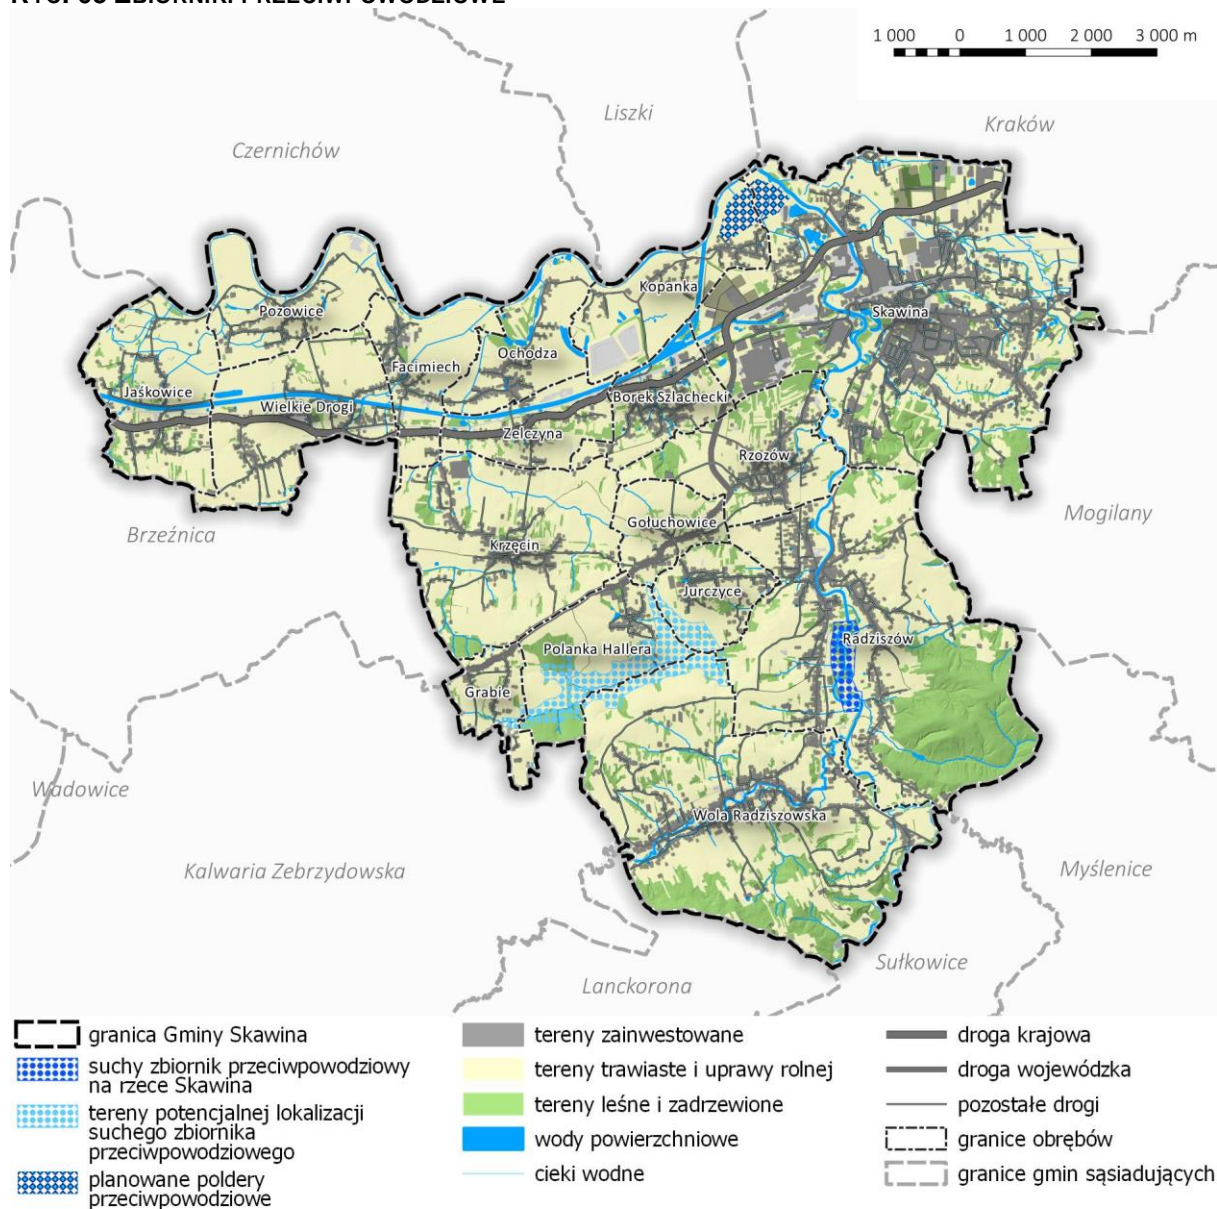 1 000 0 1 000 2 000 3 000 m
Liszki
Kraków
Czernichów
Kopanka
Pozowice
Skawina
Ochodza
Facimiech
Jaśkowice
Borek Szlachecki
Wielkie Drogi
Zelczyna
Rzozów
Mogilany
Gołuchowice
Brzeźnica
Krzęcin
Jurczyce
Radziszów
Polanka Hallera
Grabie
Wadowice
Wola Radziszowska
Kalwaria Zebrzydowska
Myślenice
Sułkowice
Lanckorona
granica Gminy Skawina
suchy zbiornik przeciwpowodziowy
na rzece Skawina
tereny potencjalnej lokalizacji
suchego zbiornika
przeciwpowodziowego
planowane poldery
przeciwpowodziowe
tereny zainwestowane
tereny trawiaste i uprawy rolnej
tereny leśne i zadrzewione
wody powierzchniowe
cieki wodne
droga krajowa
droga wojewódzka
pozostałe drogi
granice obrębów
granice gmin sąsiadujących